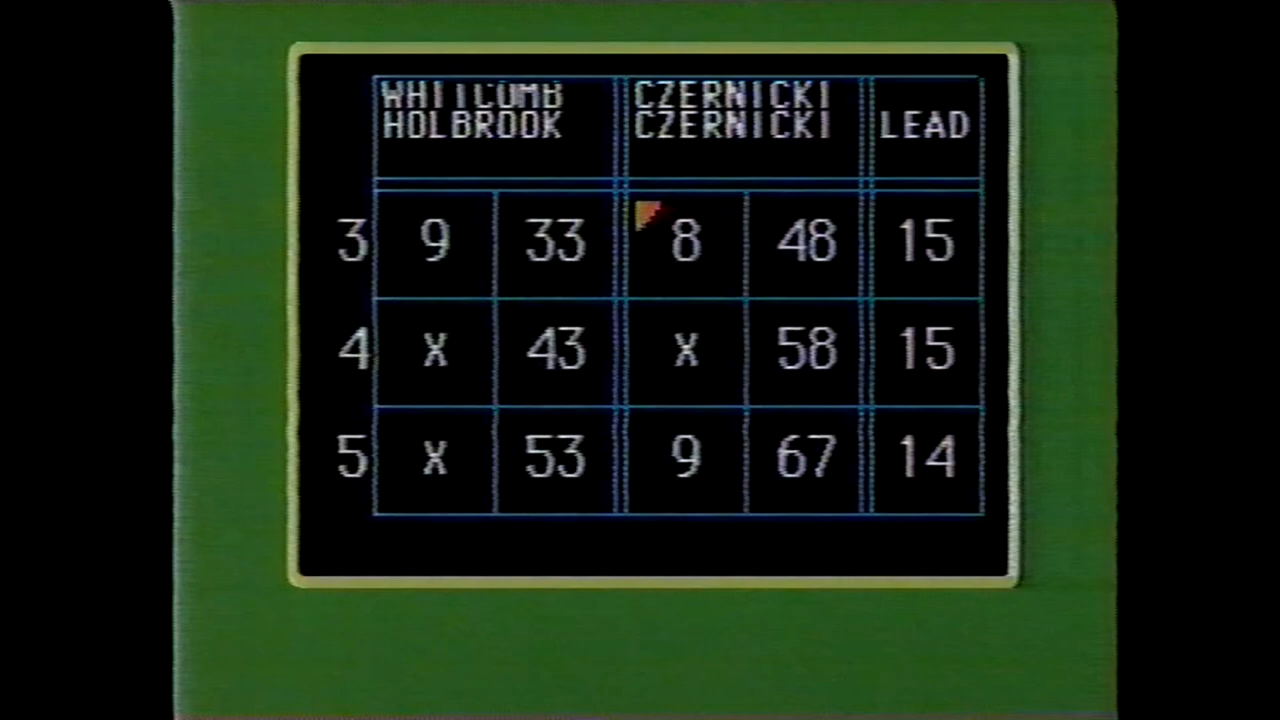 WHITCOMB CZERNICKI
HOLBROOK CZERNICKI LEAD
3 9 33 8 48 15
4 X 43 X 58 15
5 X 53 9 67 14